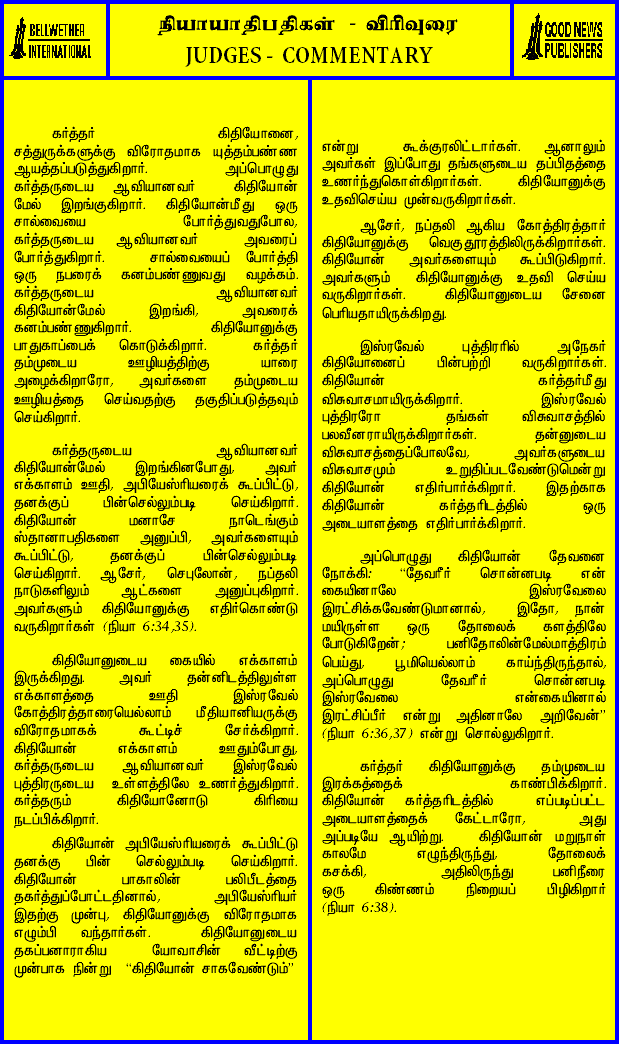 BELLWETHER
INTERNATIONAL
நியாயாதிபதிகள் - விரிவுரை
JUDGES - COMMENTARY
GOOD NEWS
PUBLISHERS
கர்த்தர் கிதியோனை,
சத்துருக்களுக்கு விரோதமாக யுத்தம்பண்ண
ஆயத்தப்படுத்துகிறார். அப்பொழுது
கர்த்தருடைய ஆவியானவர் கிதியோன்
மேல் இறங்குகிறார். கிதியோன்மீது ஒரு
சால்வையை போர்த்துவதுபோல,
கர்த்தருடைய ஆவியானவர் அவரைப்
போர்த்துகிறார். சால்வையைப் போர்த்தி
ஒரு நபரைக் கனம்பண்ணுவது வழக்கம்.
கர்த்தருடைய ஆவியானவர்
கிதியோன்மேல் இறங்கி, அவரைக்
கனம்பண்ணுகிறார். கிதியோனுக்கு
பாதுகாப்பைக் கொடுக்கிறார். கர்த்தர்
தம்முடைய ஊழியத்திற்கு யாரை
அழைக்கிறாரோ, அவர்களை தம்முடைய
ஊழியத்தை செய்வதற்கு தகுதிப்படுத்தவும்
செய்கிறார்.
கர்த்தருடைய ஆவியானவர்
கிதியோன்மேல் இறங்கினபோது, அவர்
எக்காளம் ஊதி, அபியேஸ்ரியரைக் கூப்பிட்டு,
தனக்குப் பின்செல்லும்படி செய்கிறார்.
கிதியோன் மனாசே நாடெங்கும்
ஸ்தானாபதிகளை அனுப்பி, அவர்களையும்
கூப்பிட்டு, தனக்குப் பின்செல்லும்படி
செய்கிறார். ஆசேர், செபுலோன், நப்தலி
நாடுகளிலும் ஆட்களை அனுப்புகிறார்.
அவர்களும் கிதியோனுக்கு எதிர்கொண்டு
வருகிறார்கள் (நியா 6:34,35).
கிதியோனுடைய கையில் எக்காளம்
இருக்கிறது. அவர் தன்னிடத்திலுள்ள
எக்காளத்தை ஊதி இஸ்ரவேல்
கோத்திரத்தாரையெல்லாம் மீதியானியருக்கு
விரோதமாகக் கூட்டிச் சேர்க்கிறார்.
கிதியோன் எக்காளம் ஊதும்போது,
கர்த்தருடைய ஆவியானவர் இஸ்ரவேல்
புத்திரருடைய உள்ளத்திலே உணர்த்துகிறார்.
கர்த்தரும் கிதியோனோடு கிரியை
நடப்பிக்கிறார்.
கிதியோன் அபியேஸ்ரியரைக் கூப்பிட்டு
தனக்கு பின் செல்லும்படி செய்கிறார்.
கிதியோன் பாகாலின் பலிபீடத்தை
தகர்த்துப்போட்டதினால், அபியேஸ்ரியர்
இதற்கு முன்பு, கிதியோனுக்கு விரோதமாக
எழும்பி வந்தார்கள். கிதியோனுடைய
தகப்பனாராகிய யோவாசின் வீட்டிற்கு
முன்பாக நின்று “கிதியோன் சாகவேண்டும்”
என்று கூக்குரலிட்டார்கள். ஆனாலும்
அவர்கள் இப்போது தங்களுடைய தப்பிதத்தை
உணர்ந்துகொள்கிறார்கள். கிதியோனுக்கு
உதவிசெய்ய முன்வருகிறார்கள்.
ஆசேர், நப்தலி ஆகிய கோத்திரத்தார்
கிதியோனுக்கு வெகுதூரத்திலிருக்கிறார்கள்.
கிதியோன் அவர்களையும் கூப்பிடுகிறார்.
அவர்களும் கிதியோனுக்கு உதவி செய்ய
வருகிறார்கள். கிதியோனுடைய சேனை
பெரியதாயிருக்கிறது.
இஸ்ரவேல் புத்திரரில் அநேகர்
கிதியோனைப் பின்பற்றி வருகிறார்கள்.
கிதியோன் கர்த்தர்மீது
விசுவாசமாயிருக்கிறார். இஸ்ரவேல்
புத்திரரோ தங்கள் விசுவாசத்தில்
பலவீனராயிருக்கிறார்கள். தன்னுடைய
விசுவாசத்தைப்போலவே, அவர்களுடைய
விசுவாசமும் உறுதிப்படவேண்டுமென்று
கிதியோன் எதிர்பார்க்கிறார். இதற்காக
கிதியோன் கர்த்தரிடத்தில் ஒரு
அடையாளத்தை எதிர்பார்க்கிறார்.
அப்பொழுது கிதியோன் தேவனை
நோக்கி: “தேவரீர் சொன்னபடி என்
கையினாலே இஸ்ரவேலை
இரட்சிக்கவேண்டுமானால், இதோ, நான்
மயிருள்ள ஒரு தோலைக் களத்திலே
போடுகிறேன்; பனிதோலின்மேல்மாத்திரம்
பெய்து, பூமியெல்லாம் காய்ந்திருந்தால்,
அப்பொழுது தேவரீர் சொன்னபடி
இஸ்ரவேலை என்கையினால்
இரட்சிப்பீர் என்று அதினாலே அறிவேன்”
(நியா 6:36,37) என்று சொல்லுகிறார்.
கர்த்தர் கிதியோனுக்கு தம்முடைய
இரக்கத்தைக் காண்பிக்கிறார்.
கிதியோன் கர்த்தரிடத்தில் எப்படிப்பட்ட
அடையாளத்தைக் கேட்டாரோ, அது
அப்படியே ஆயிற்று. கிதியோன் மறுநாள்
காலமே எழுந்திருந்து, தோலைக்
கசக்கி, அதிலிருந்து பனிநீரை
ஒரு கிண்ணம் நிறையப் பிழிகிறார்
(நியா 6:38).